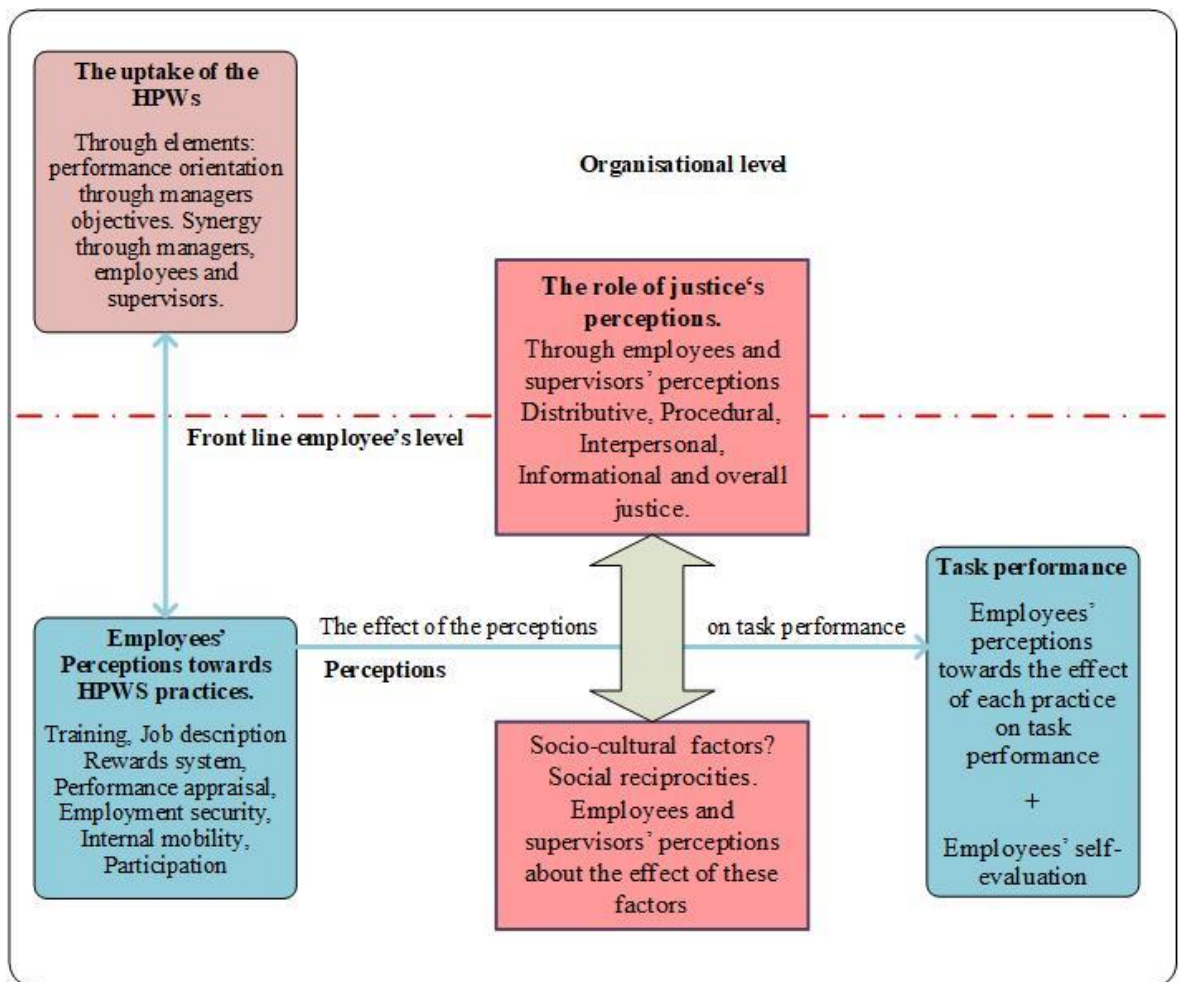 The uptake of the
HPWs
Through elements:
performance orientation
through managers
objectives. Synergy
through managers,
employees and
supervisors.
Organisational level
The role of justice‘s
perceptions.
Through employees and
supervisors’ perceptions
Distributive, Procedural,
Interpersonal,
Informational and overall
justice.
Front line employee’s level
Employees’
Perceptions towards
HPWS practices.
Training, Job description
Rewards system,
Performance appraisal,
Employment security,
Internal mobility,
Participation
The effect of the perceptions
on task performance
Perceptions
Socio-cultural factors?
Social reciprocities.
Employees and
supervisors’ perceptions
about the effect of these
factors
Task performance
Employees’
perceptions
towards the effect
of each practice
on task
performance
+
Employees’ self-
evaluation